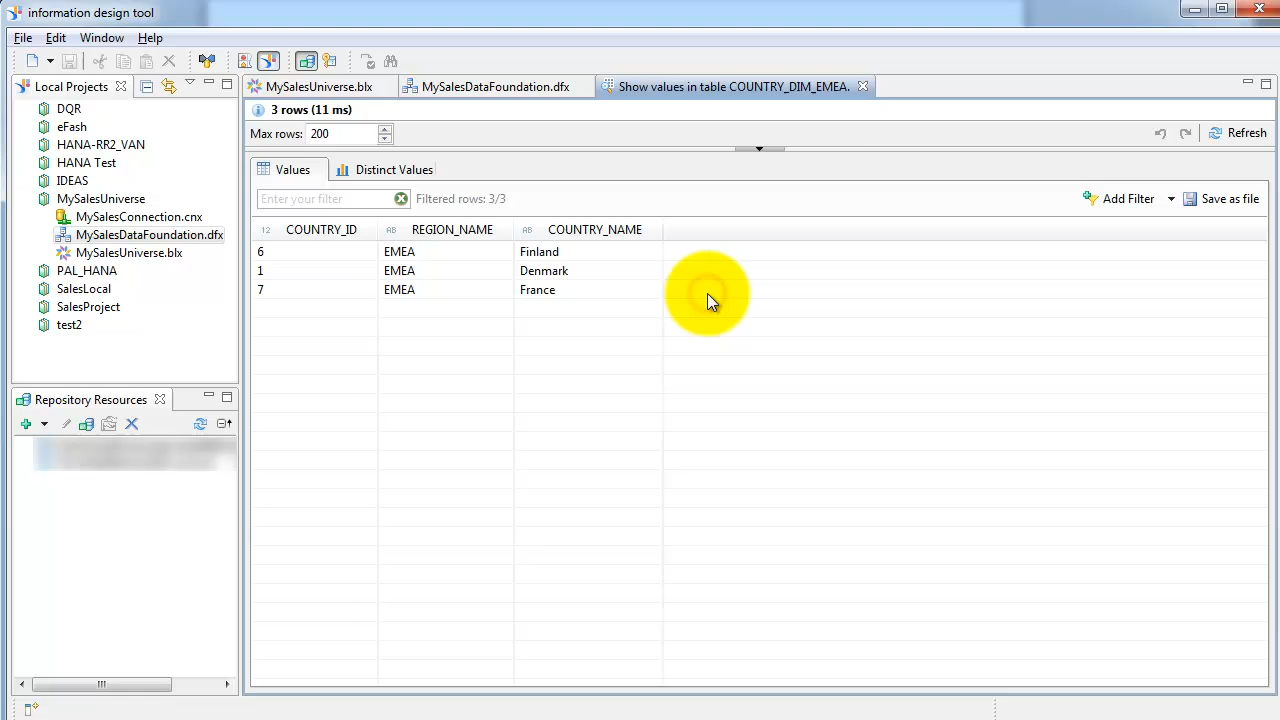 information design tool
File Edit Window Help
Local Projects
DQR
eFash
HANA-RR2_VAN
HANA Test
IDEAS
MySalesUniverse
MySalesConnection.cnx
MySalesDataFoundation.dfx
MySalesUniverse.blx
PAL_HANA
SalesLocal
SalesProject
test2
Repository Resources
MySalesUniverse.blx MySalesDataFoundation.dfx Show values in table COUNTRY_DIM_EMEA.
3 rows (11 ms)
Max rows: 200 Refresh
Values Distinct Values
Enter your filter Filtered rows: 3/3 Add Filter Save as file
12 COUNTRY_ID AB REGION_NAME AB COUNTRY_NAME
6 EMEA Finland
1 EMEA Denmark
7 EMEA France